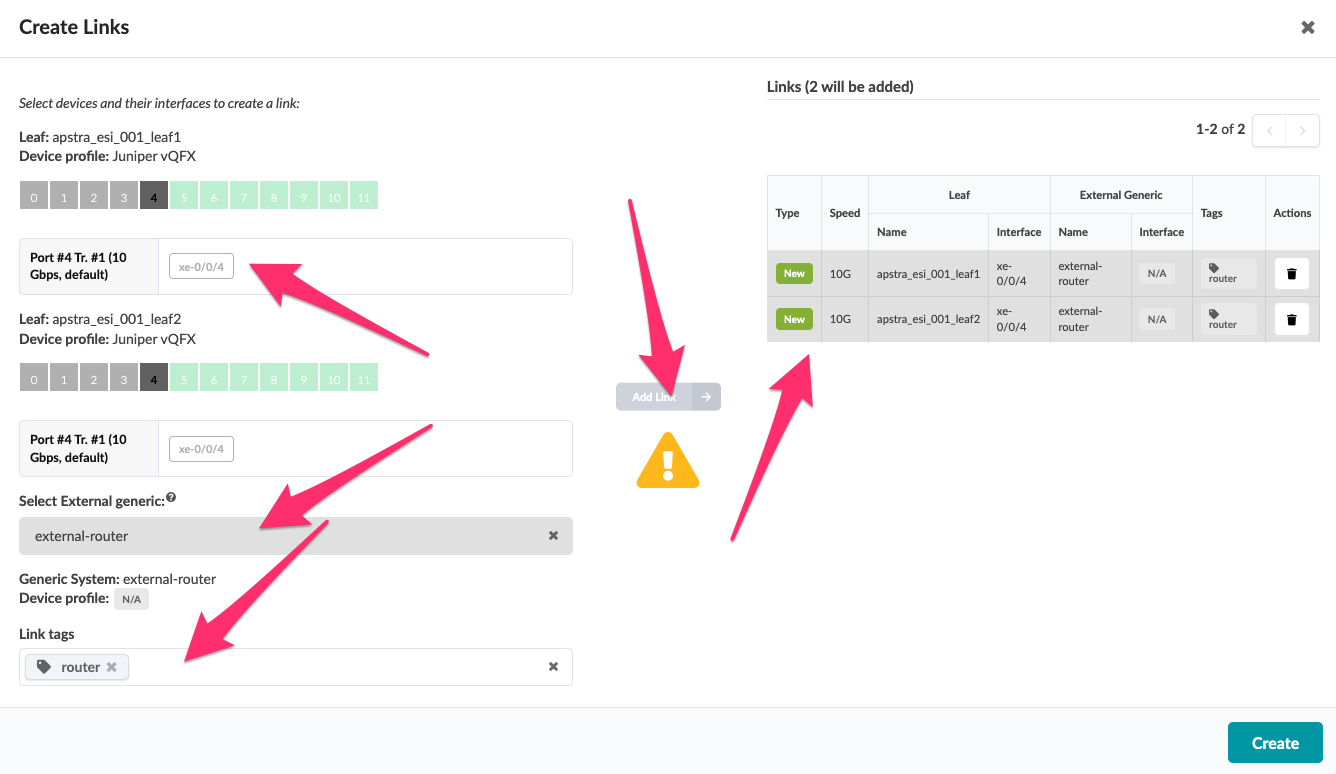 Create Links
Select devices and their interfaces to create a link:
Leaf: apstra_esi_001_leaf1
Device profile: Juniper vQFX
0 1 2 3 4 5 6 7 8 9 10 11
Port #4 Tr. #1 (10
Gbps, default)
xe-0/0/4
Leaf: apstra_esi_001_leaf2
Device profile: Juniper vQFX
0 1 2 3 4 5 6 7 8 9 10 11
Port #4 Tr. #1 (10
Gbps, default)
xe-0/0/4
Select External generic:
external-router
Generic System: external-router
Device profile: N/A
Link tags
router
Add Link
Links (2 will be added)
1-2 of 2
Type Speed Leaf External Generic Tags Actions
Name Interface Name Interface
New 10G apstra_esi_001_leaf1 xe-
0/0/4 external-
router N/A router
New 10G apstra_esi_001_leaf2 xe-
0/0/4 external-
router N/A router
Create